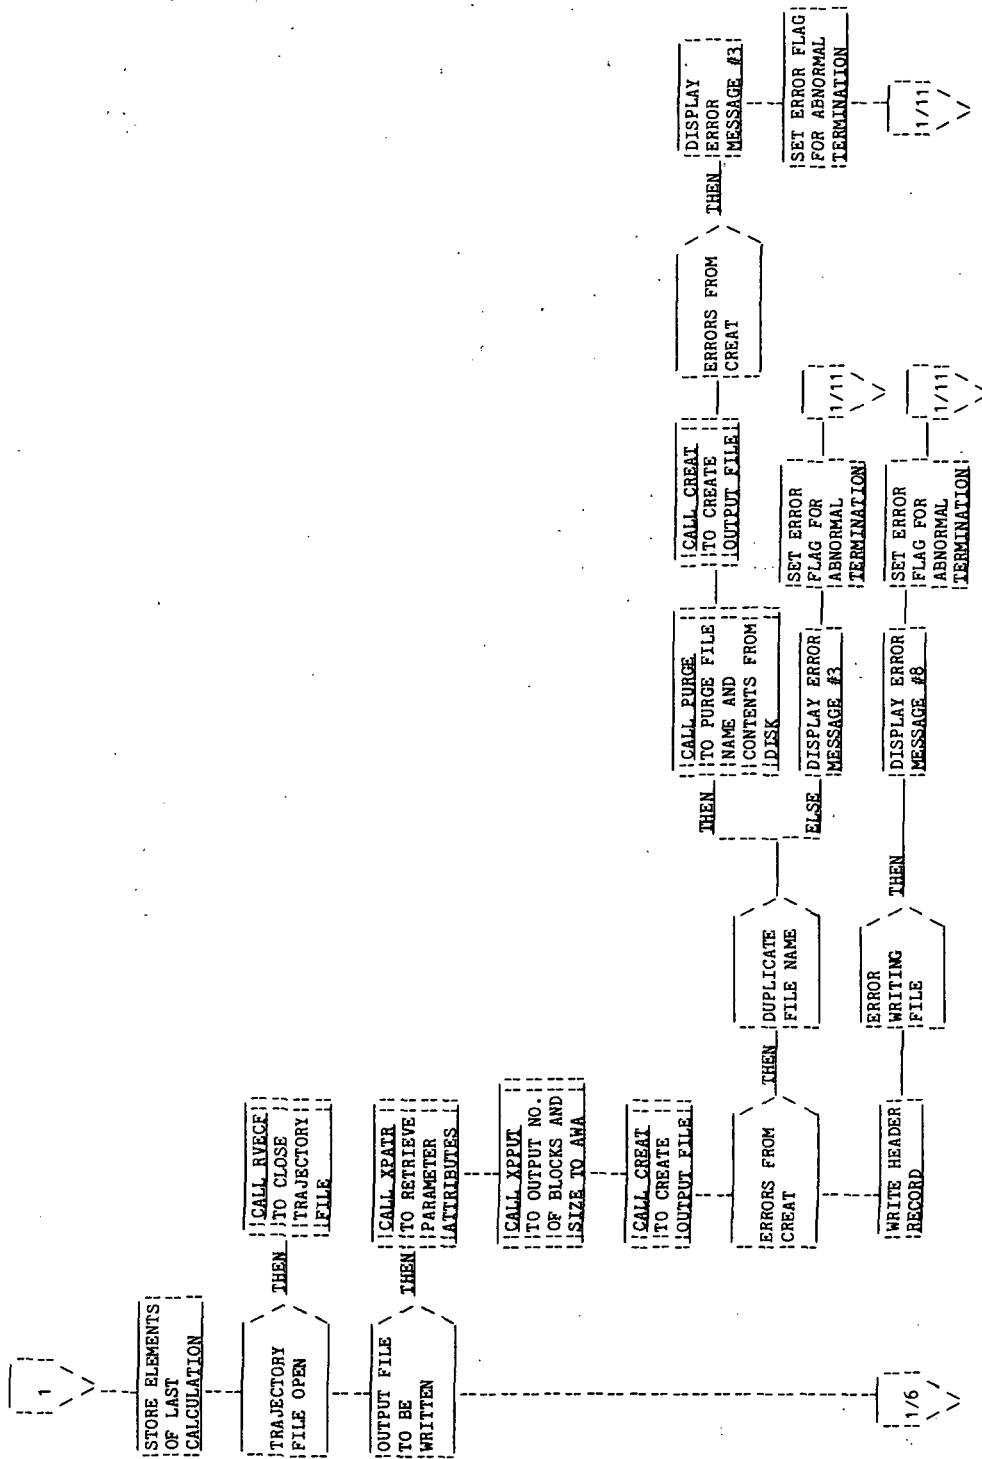 1
STORE ELEMENTS
OF LAST
CALCULATION
TRAJECTORY
FILE OPEN
THEN
CALL RVECF
TO CLOSE
TRAJECTORY
FILE
OUTPUT FILE
TO BE
WRITTEN
THEN
CALL XPATR
TO RETRIEVE
PARAMETER
ATTRIBUTES
CALL XPPUT
TO OUTPUT NO.
OF BLOCKS AND
SIZE TO AWA
CALL CREAT
TO CREATE
OUTPUT FILE
ERRORS FROM
CREAT
THEN
DUPLICATE
FILE NAME
THEN
CALL PURGE
TO PURGE FILE
NAME AND
CONTENTS FROM
DISK
CALL CREAT
TO CREATE
OUTPUT FILE
ERRORS FROM
CREAT
THEN
DISPLAY
ERROR
MESSAGE #3
SET ERROR FLAG
FOR ABNORMAL
TERMINATION
1/11
ELSE
DISPLAY ERROR
MESSAGE #3
SET ERROR
FLAG FOR
ABNORMAL
TERMINATION
1/11
WRITE HEADER
RECORD
ERROR
WRITING
FILE
THEN
DISPLAY ERROR
MESSAGE #8
SET ERROR
FLAG FOR
ABNORMAL
TERMINATION
1/11
1/6